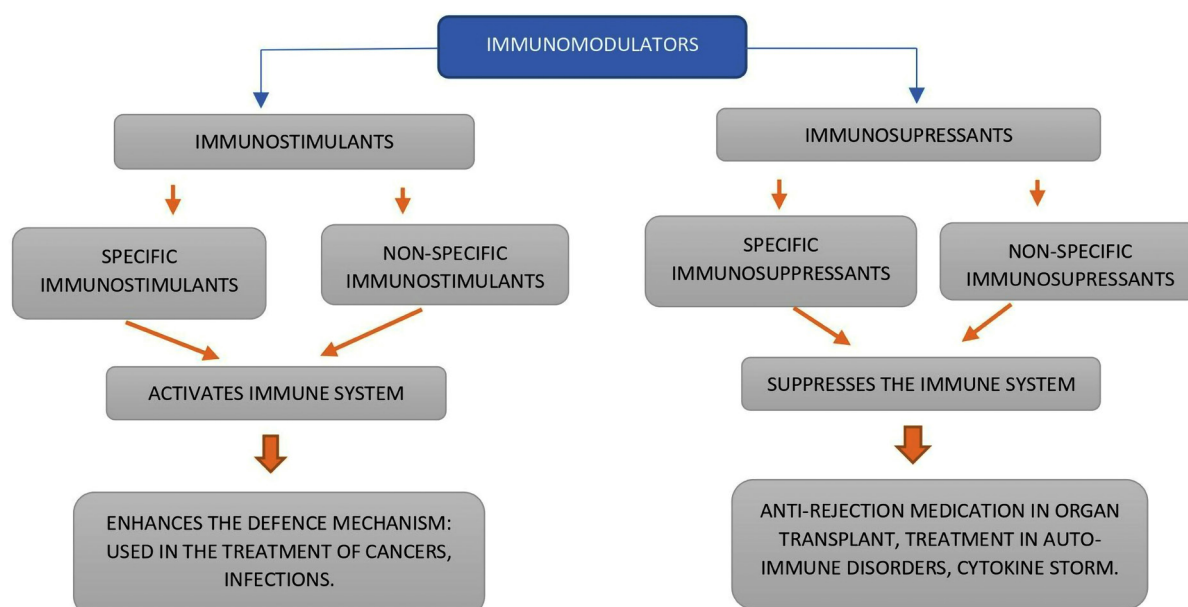 IMMUNOMODULATORS
IMMUNOSTIMULANTS
IMMUNOSUPRESSANTS
SPECIFIC
IMMUNOSTIMULANTS
NON-SPECIFIC
IMMUNOSTIMULANTS
SPECIFIC
IMMUNOSUPPRESSANTS
NON-SPECIFIC
IMMUNOSUPRESSANTS
ACTIVATES IMMUNE SYSTEM
SUPPRESSES THE IMMUNE SYSTEM
ENHANCES THE DEFENCE MECHANISM:
USED IN THE TREATMENT OF CANCERS,
INFECTIONS.
ANTI-REJECTION MEDICATION IN ORGAN
TRANSPLANT, TREATMENT IN AUTO-
IMMUNE DISORDERS, CYTOKINE STORM.